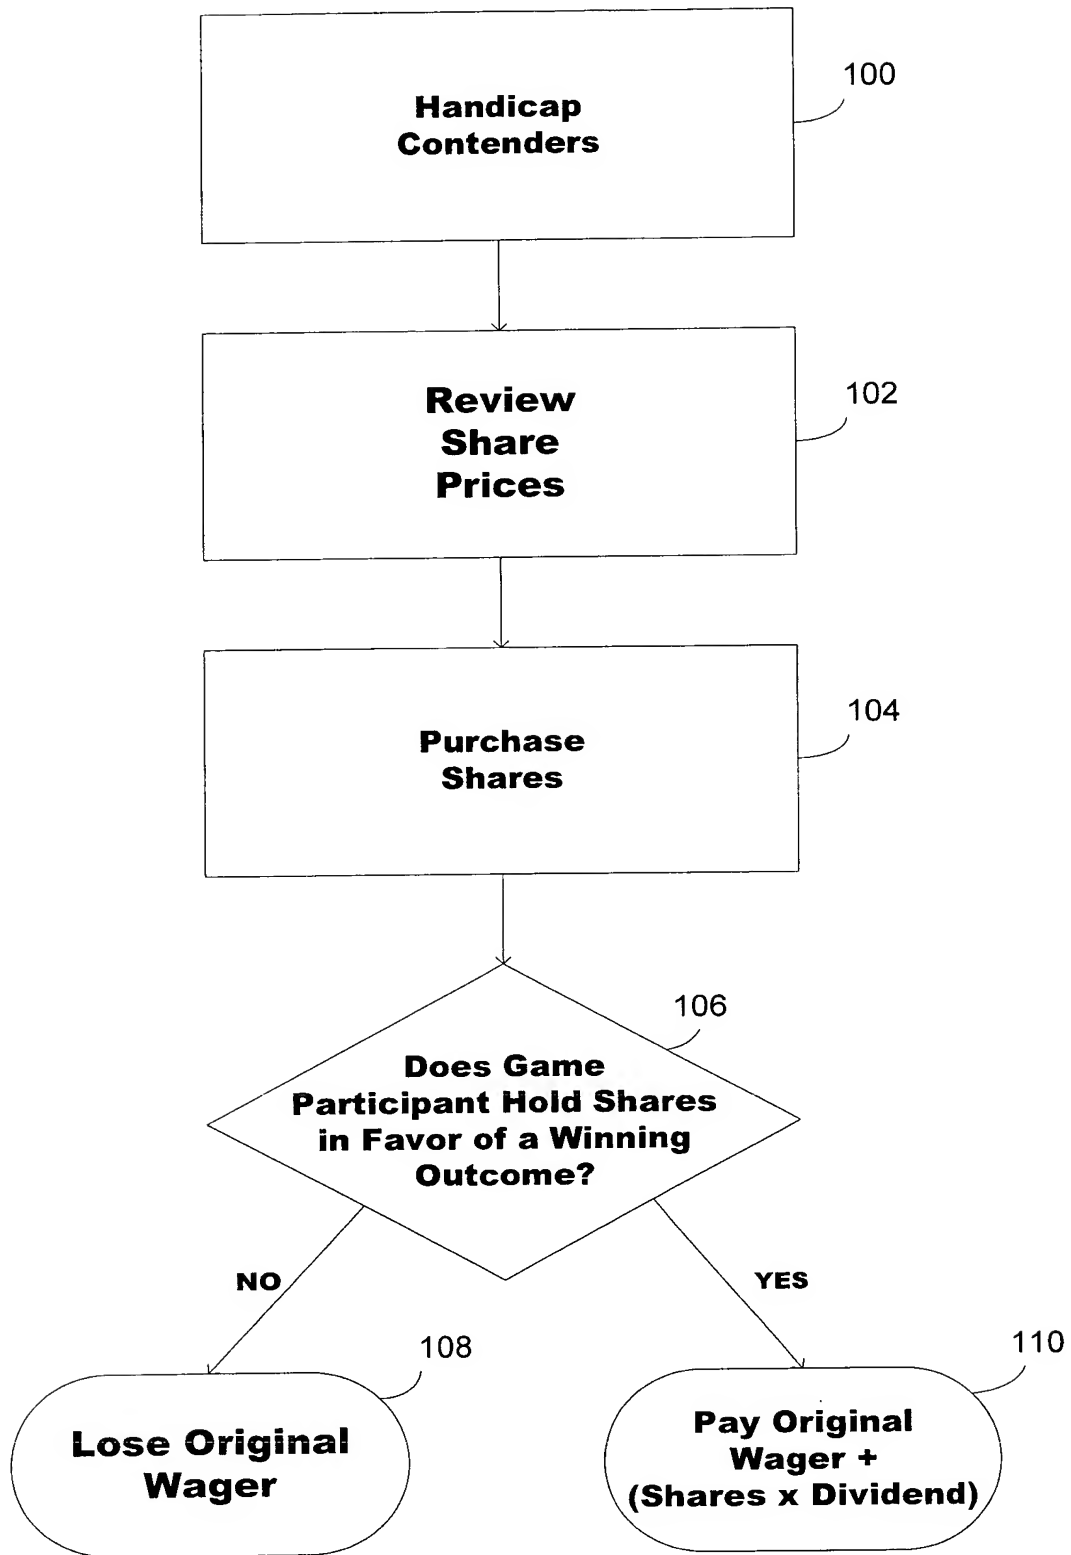 100
Handicap
Contenders
102
Review
Share
Prices
104
Purchase
Shares
106
Does Game
Participant Hold Shares
in Favor of a Winning
Outcome?
NO
YES
108
110
Lose Original
Wager
Pay Original
Wager +
(Shares x Dividend)